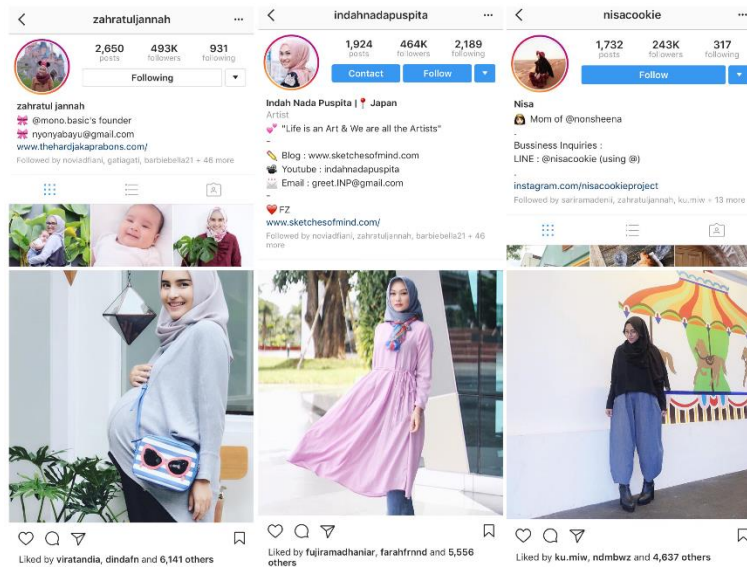 zahratuljannah
2,650 493K 931
posts followers following
Following
zahratul jannah
@mono.basic's founder
nyonyabayu@gmail.com
www.thehardjakaprabons.com/
Followed by noviadfiani, gatiagati, barbiebella21 + 46 more
Liked by viratandia, dindafn and 6,141 others
indahnadapuspita
1,924 464K 2,189
posts followers following
Contact Follow
Indah Nada Puspita | Japan
Artist
"Life is an Art & We are all the Artists"
-
Blog : www.sketchesofmind.com
Youtube : indahnadapuspita
Email : greet.INP@gmail.com
-
FZ
www.sketchesofmind.com/
Followed by noviadfiani, zahratuljannah, barbiebella21 + 46
more
Liked by fujiramadhaniar, farahfrnnd and 5,556
others
nisacookie
1,732 243K 317
posts followers following
Follow
Nisa
Mom of @nonsheena
.
Bussiness Inquiries :
LINE : @nisacookie (using @)
.
instagram.com/nisacookieproject
Followed by sariramadenii, zahratuljannah, ku.miw + 13 more
Liked by ku.miw, ndmbwz and 4,637 others